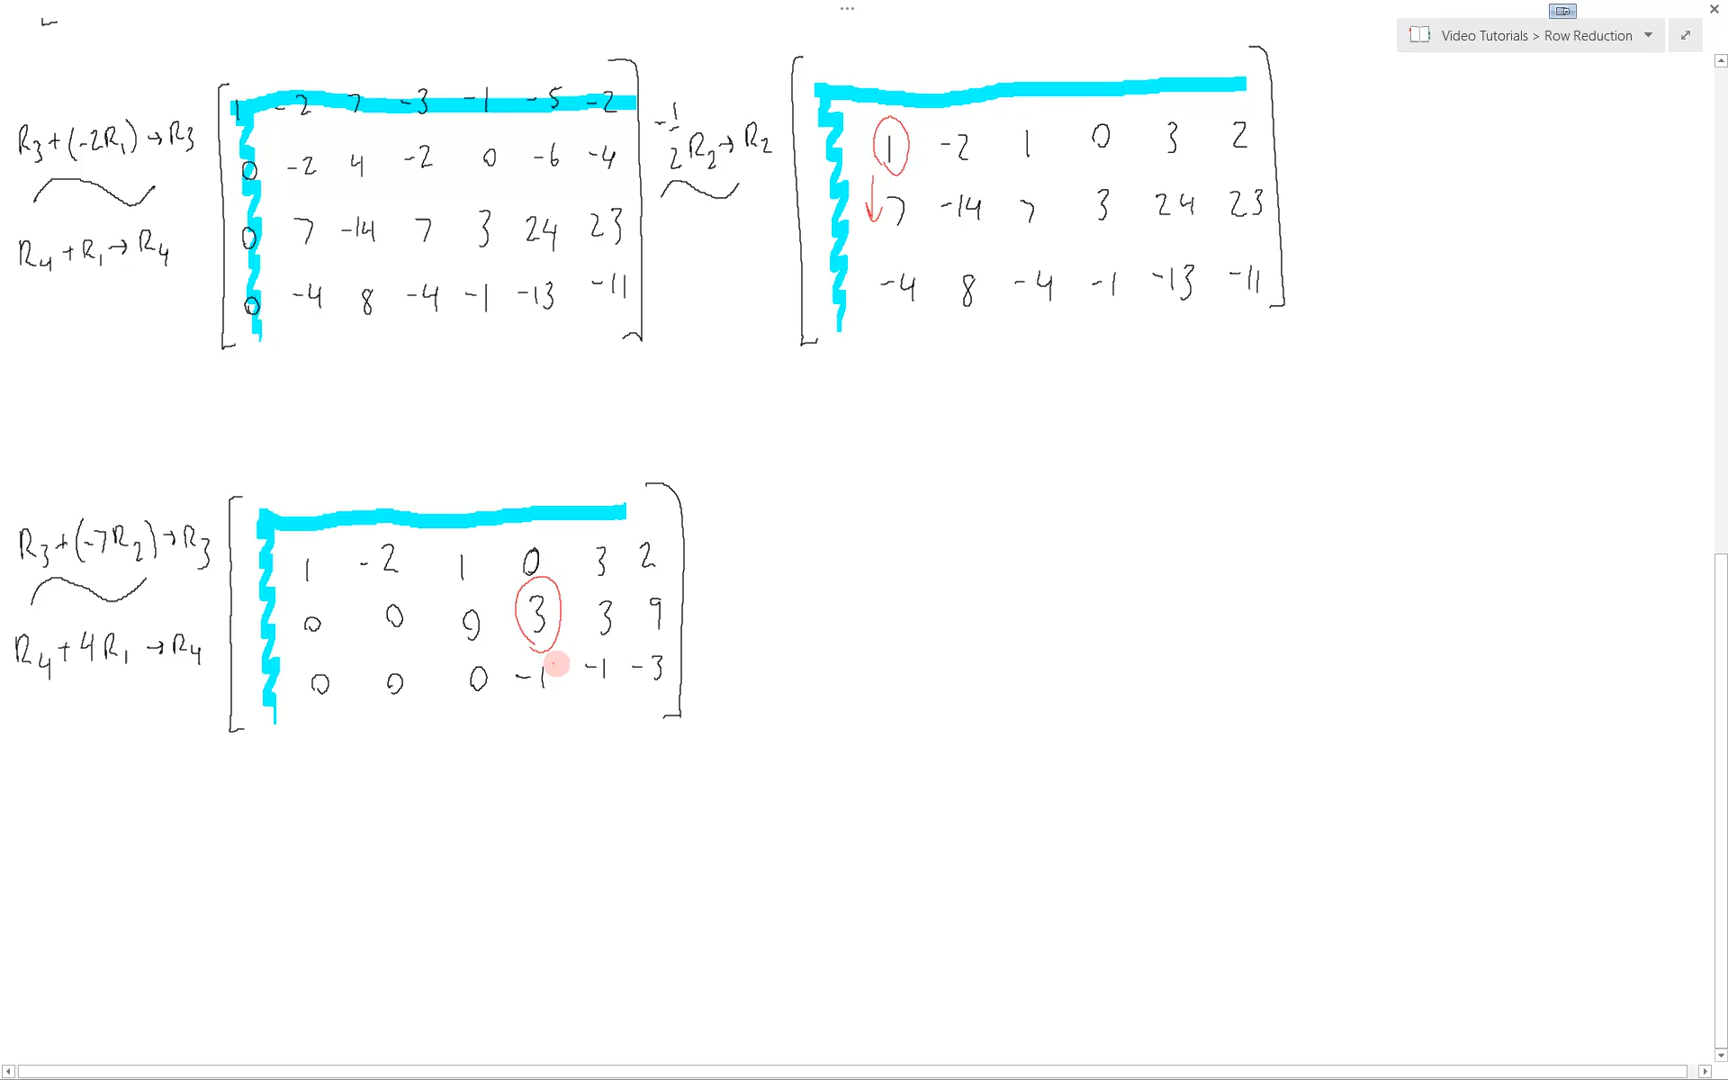 Video Tutorials > Row Reduction
R3+(-2R1)→R3
R4+R1→R4
1 -2 7 -3 -1 -5 -2
0 -2 4 -2 0 -6 -4
0 7 -14 7 3 24 23
0 -4 8 -4 -1 -13 -11
-1/2 R2→R2
1 -2 1 0 3 2
7 -14 7 3 24 23
-4 8 -4 -1 -13 -11
R3+(-7R2)→R3
R4+4R1→R4
1 -2 1 0 3 2
0 0 0 3 3 9
0 0 0 -1 -1 -3